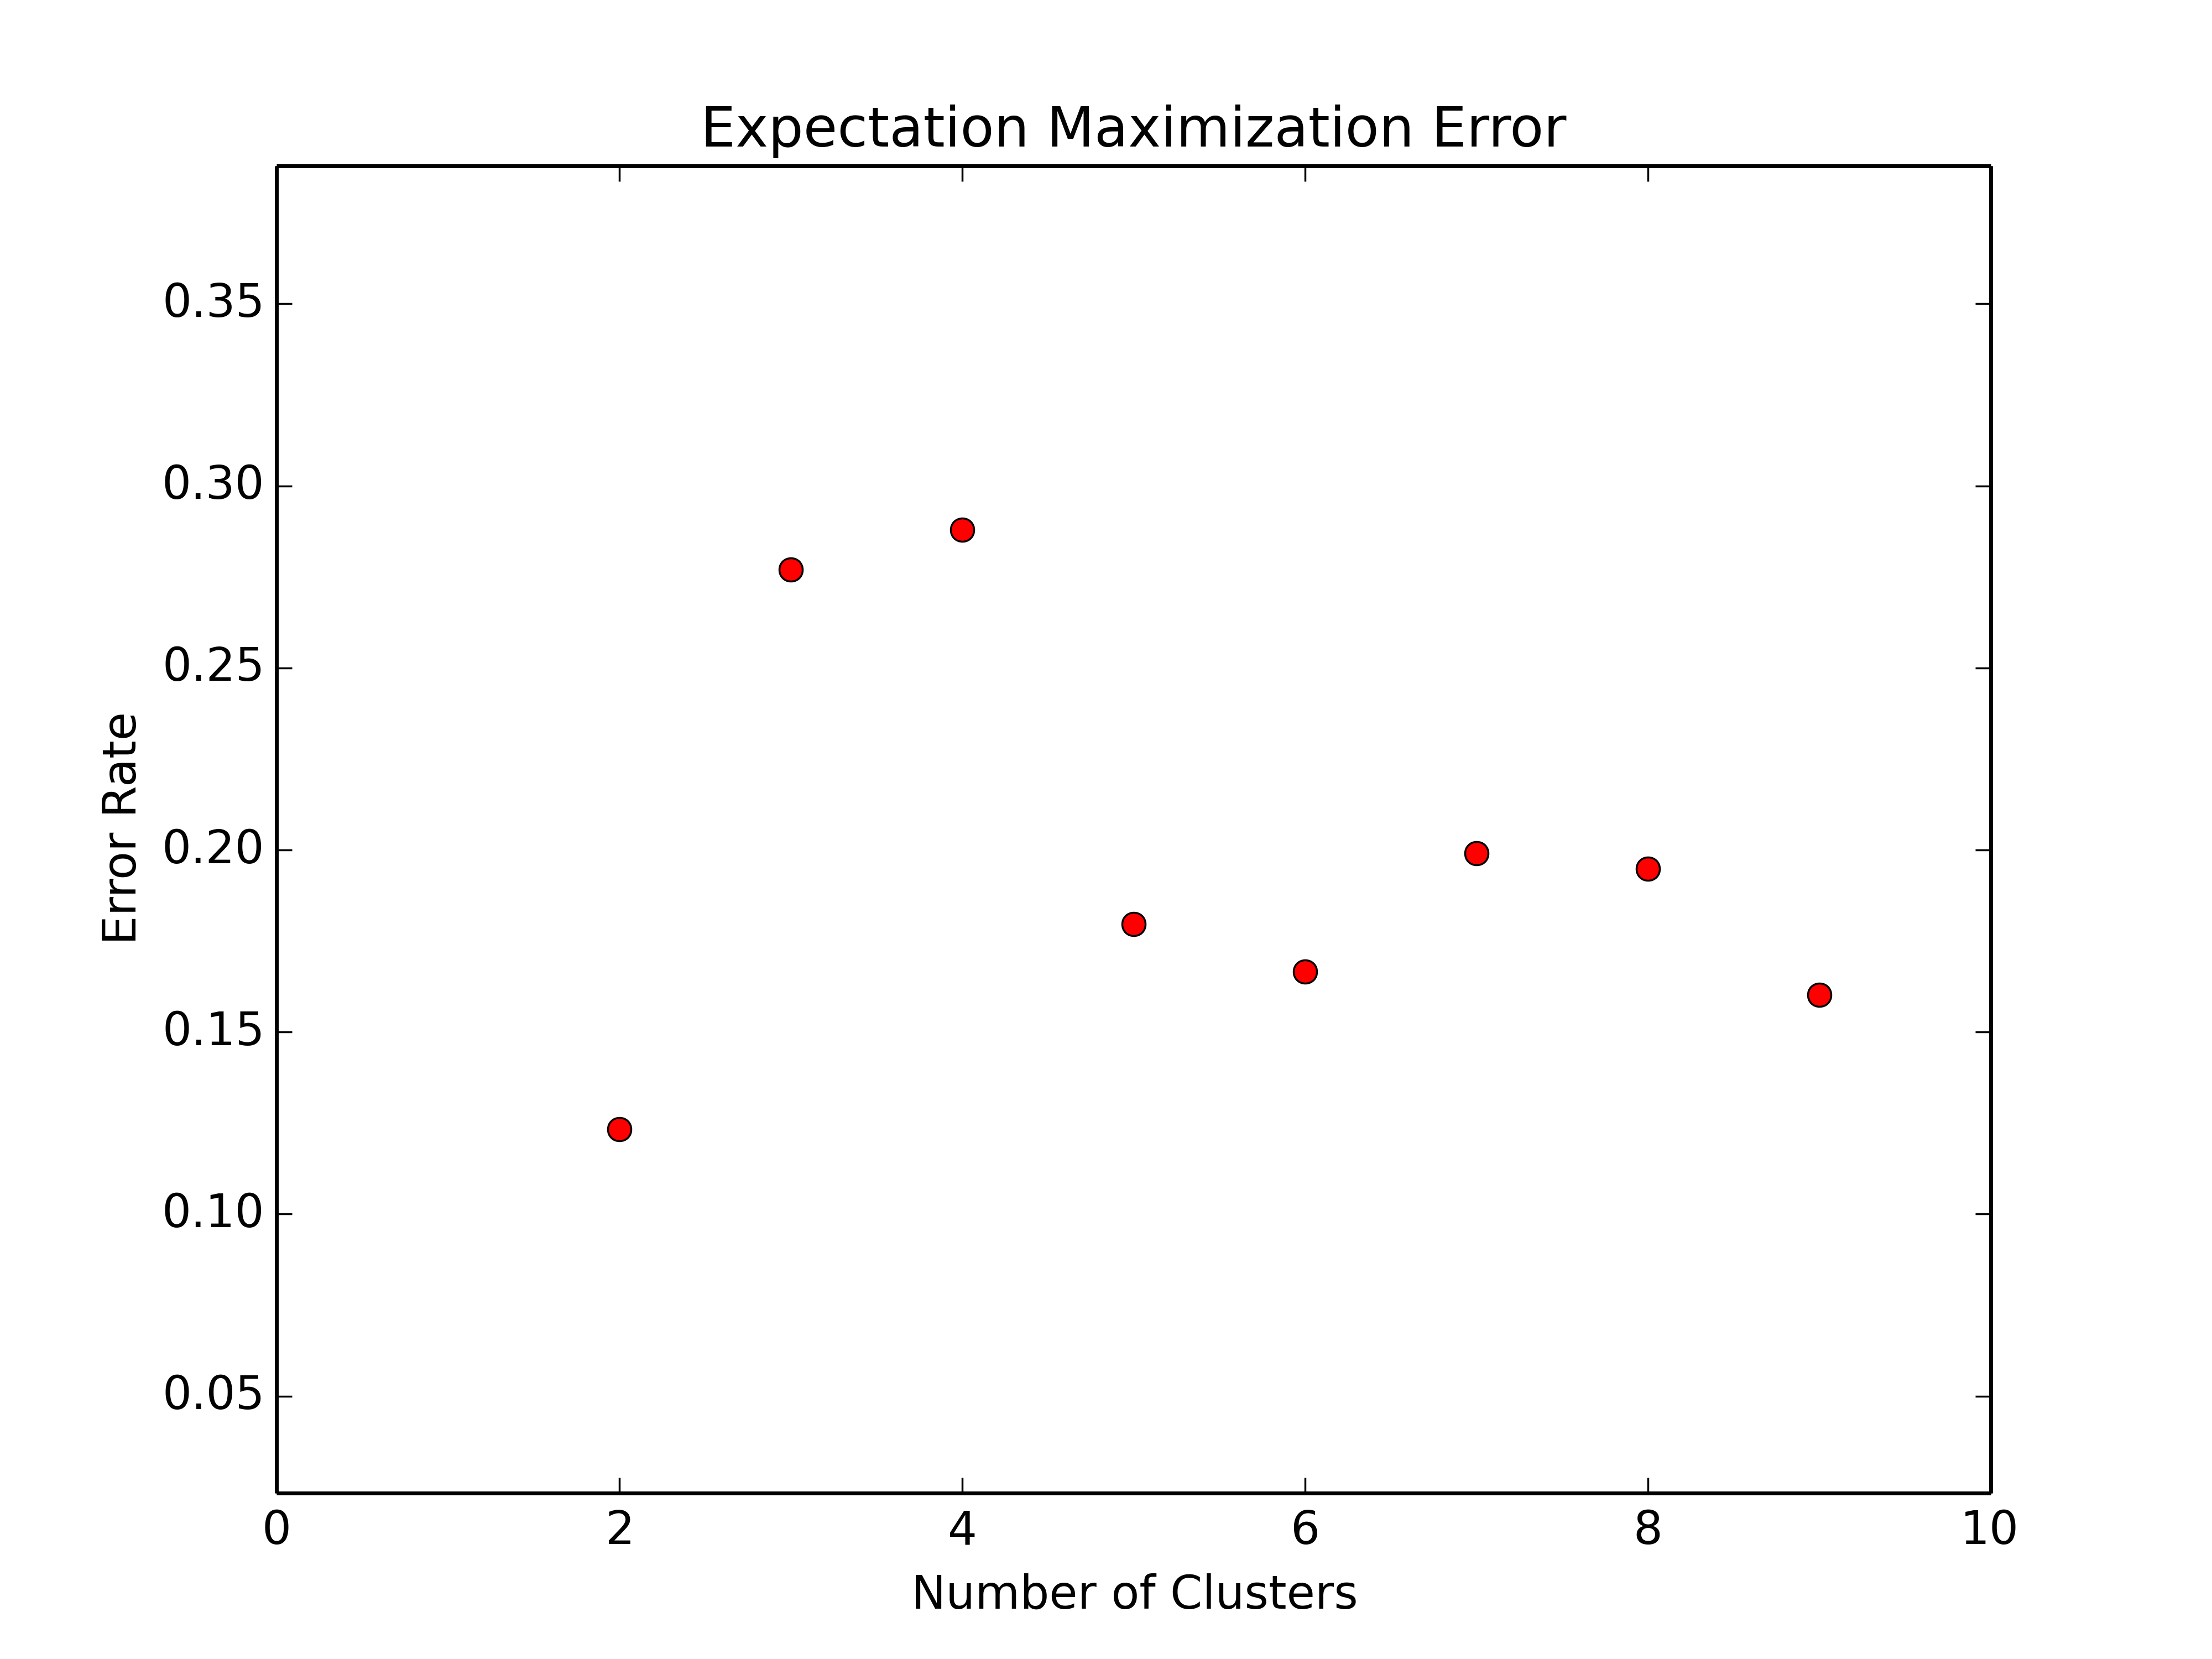 Expectation Maximization Error
0.35
0.30
0.25
0.20
0.15
0.10
0.05
Error Rate
0 2 4 6 8 10
Number of Clusters